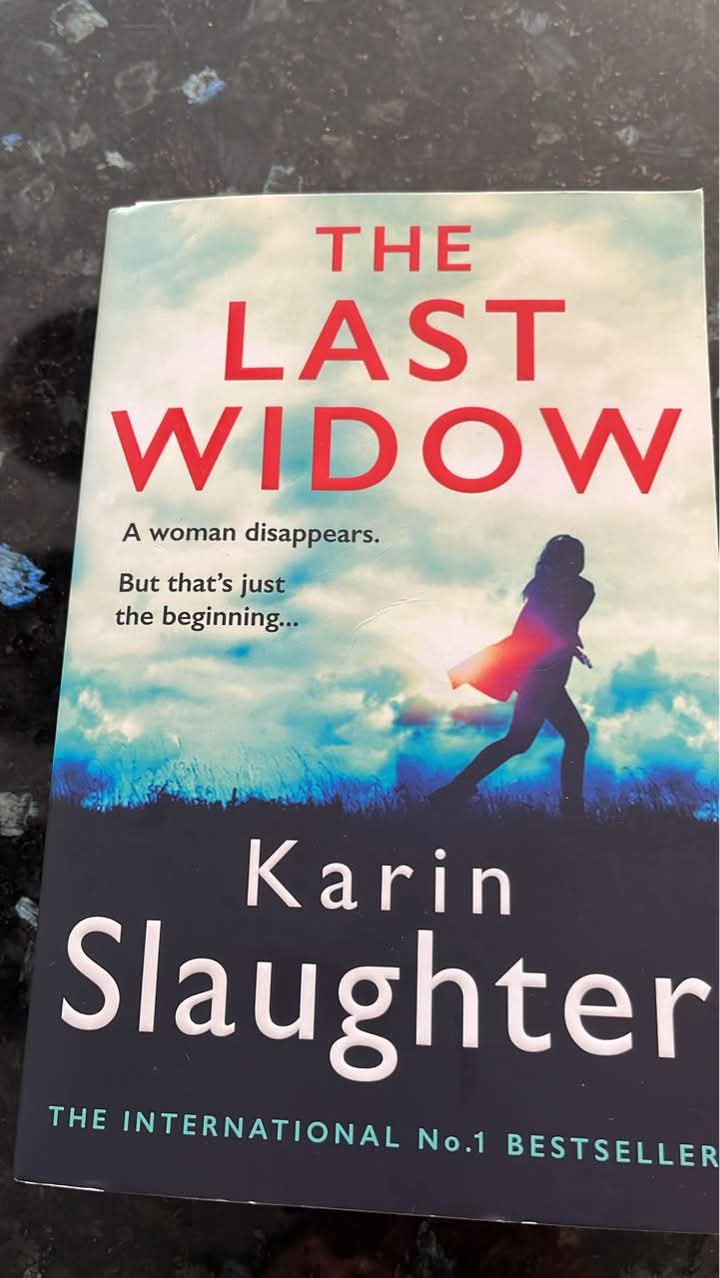 THE
LAST
WIDOW
A woman disappears.
But that's just
the beginning...
Karin
Slaughter
THE INTERNATIONAL No.1 BESTSELLER